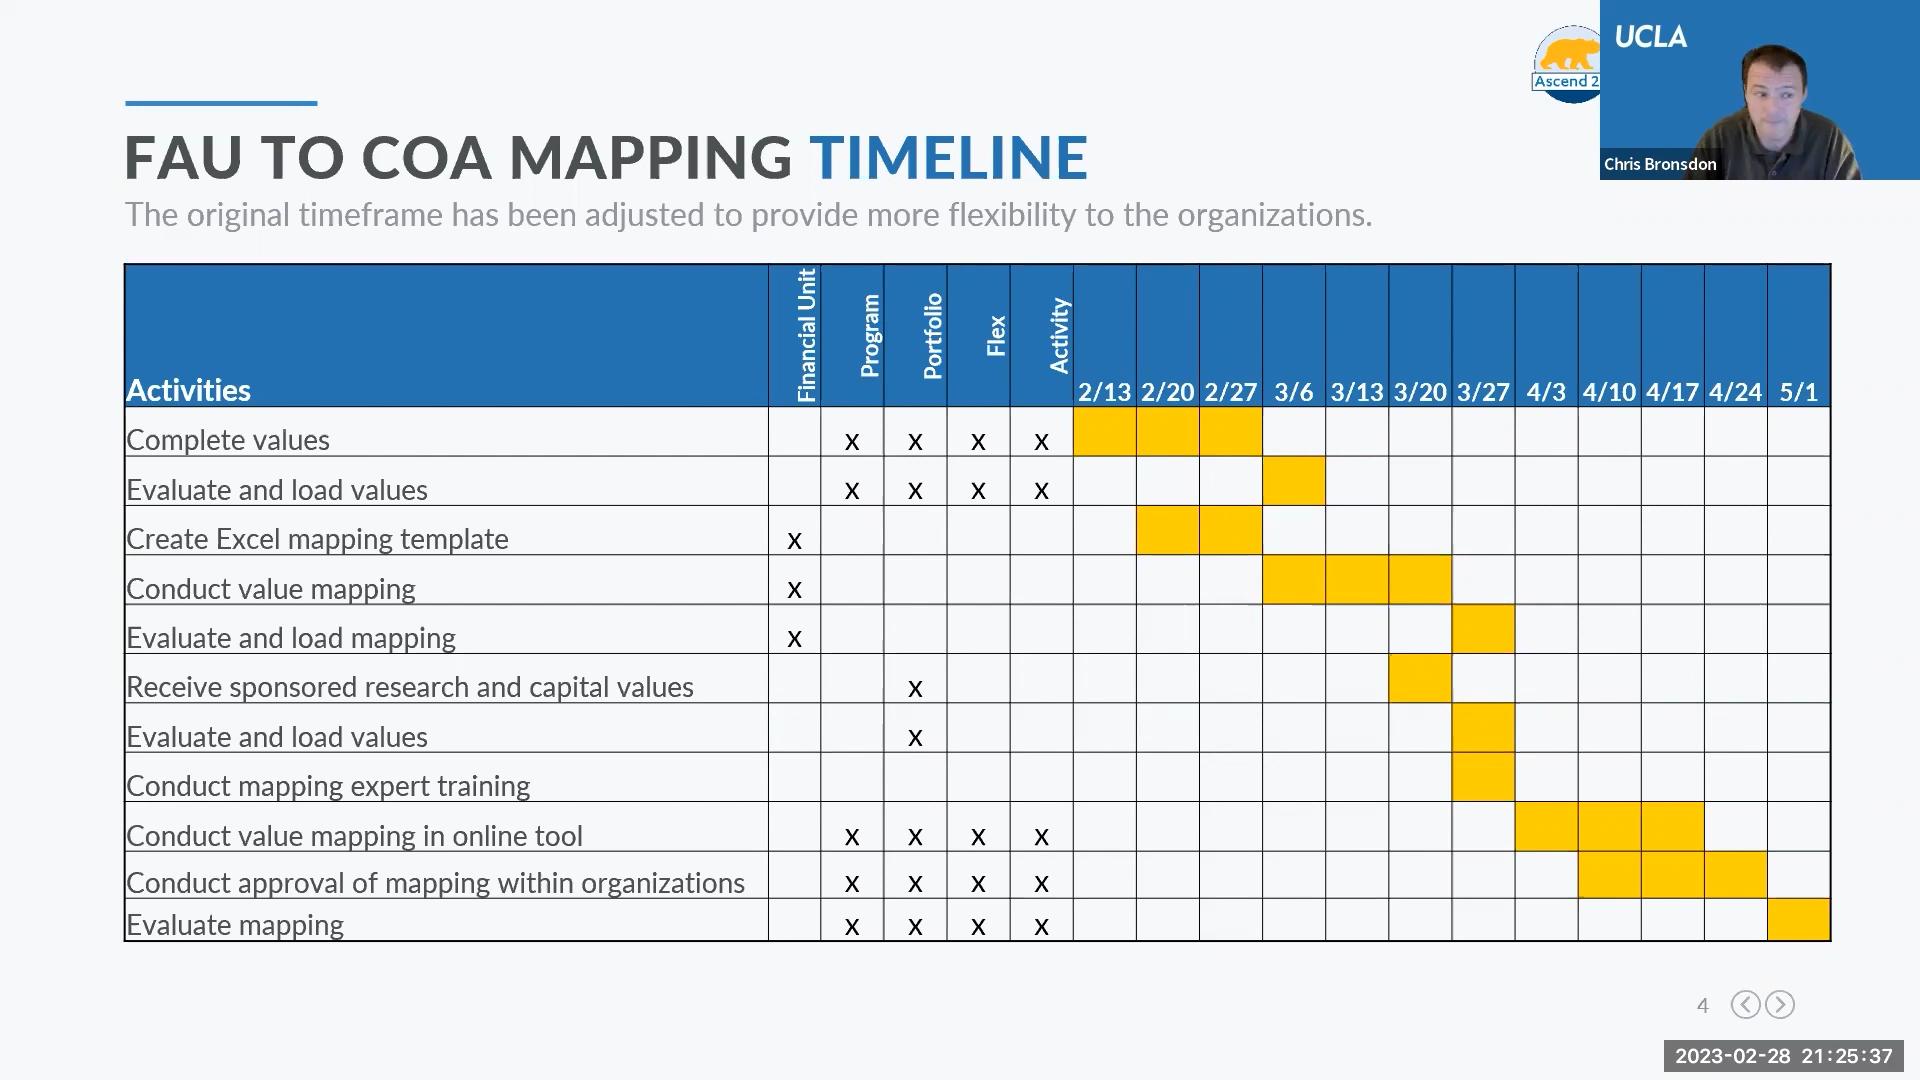 UCLA
Ascend 2
Chris Bronsdon
FAU TO COA MAPPING TIMELINE
The original timeframe has been adjusted to provide more flexibility to the organizations.
Activities Financial Unit Program Portfolio Flex Activity 2/13 2/20 2/27 3/6 3/13 3/20 3/27 4/3 4/10 4/17 4/24 5/1
Complete values x x x x
Evaluate and load values x x x x
Create Excel mapping template x
Conduct value mapping x
Evaluate and load mapping x
Receive sponsored research and capital values x
Evaluate and load values x
Conduct mapping expert training
Conduct value mapping in online tool x x x x
Conduct approval of mapping within organizations x x x x
Evaluate mapping x x x x
4
2023-02-28 21:25:37